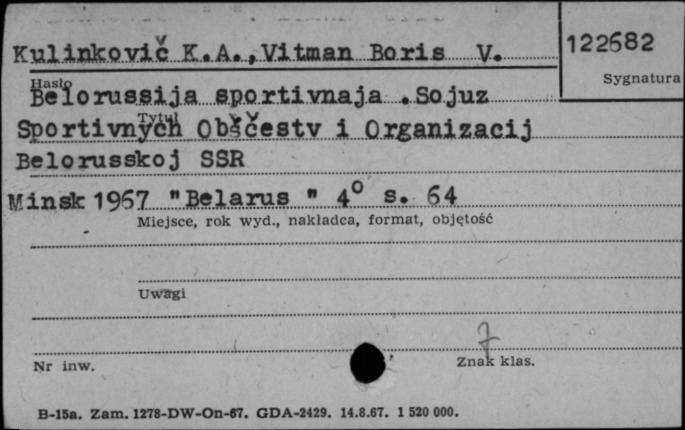 Kulinkovič K.A.,Vitman Boris V.
122682
Sygnatura
Hasło
Belorussija sportivnaja .Sojuz
Tytuł
Sportivnych Obščestv i Organizacij
Belorusskoj SSR
Minsk 1967 "Belarus " 4° s. 64
Miejsce, rok wyd., nakładca, format, objętość
Uwagi
7
Nr inw.
Znak klas.
B-15a. Zam. 1278-DW-On-67. GDA-2429. 14.8.67. 1 520 000.